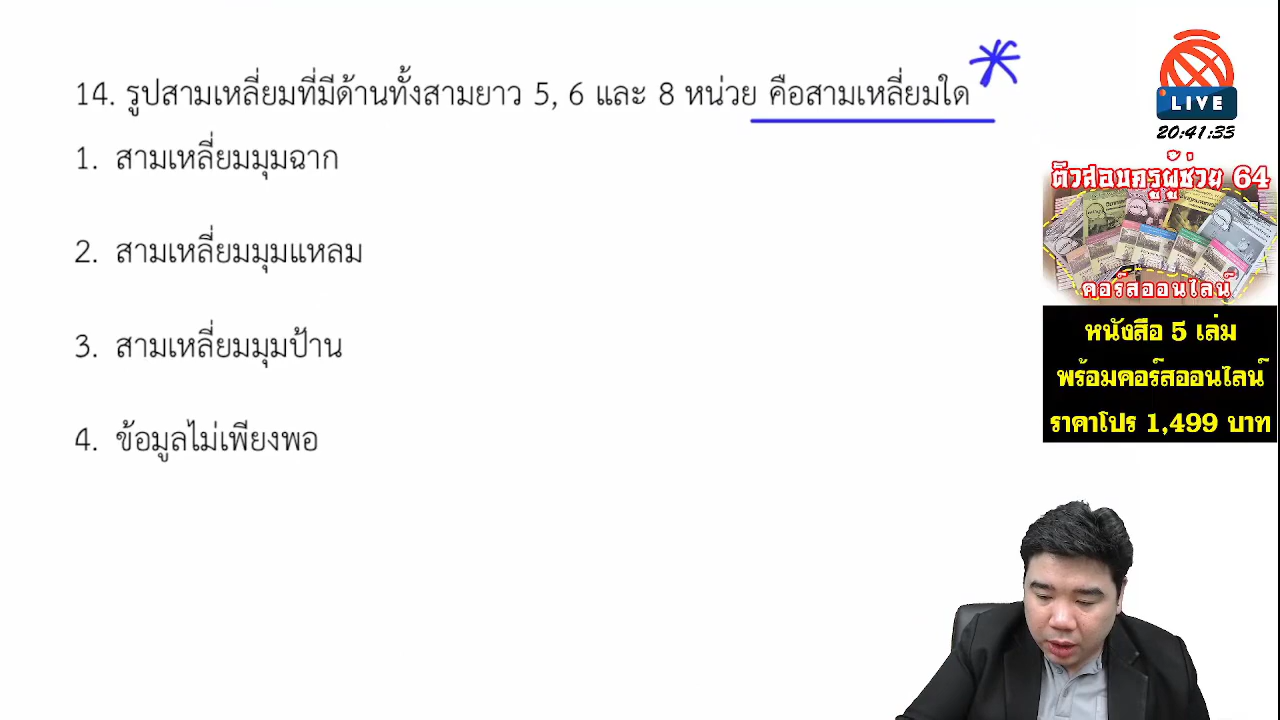 14. รูปสามเหลี่ยมที่มีด้านทั้งสามยาว 5, 6 และ 8 หน่วย คือสามเหลี่ยมใด
1. สามเหลี่ยมมุมฉาก
2. สามเหลี่ยมมุมแหลม
3. สามเหลี่ยมมุมป้าน
4. ข้อมูลไม่เพียงพอ
LIVE
20:41:33
ติวสอบครูผู้ช่วย 64
คอร์สออนไลน์
หนังสือ 5 เล่ม
พร้อมคอร์สออนไลน์
ราคาโปร 1,499 บาท